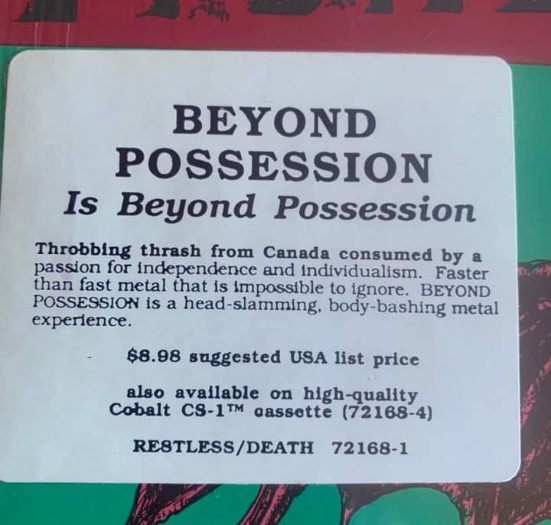 BEYOND
POSSESSION
Is Beyond Possession
Throbbing thrash from Canada consumed by a
passion for independence and individualism. Faster
than fast metal that is impossible to ignore. BEYOND
POSSESSION is a head-slamming, body-bashing metal
experience.
$8.98 suggested USA list price
also available on high-quality
Cobalt CS-1™ cassette (72168-4)
RESTLESS/DEATH 72168-1